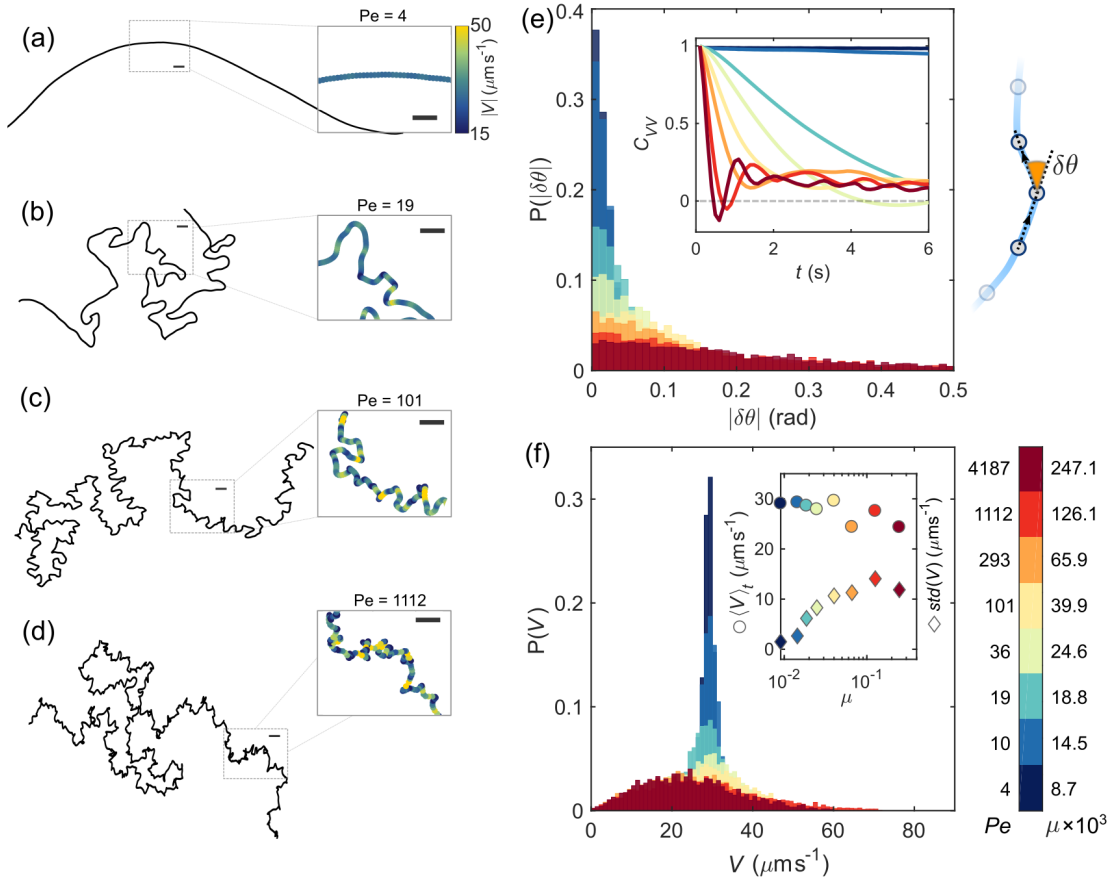 (a)
Pe = 4
50
|V| (μms⁻¹)
15
(b)
Pe = 19
(c)
Pe = 101
(d)
Pe = 1112
(e)
0.4
0.3
0.2
0.1
0
P(|δθ|)
1
0.5
0
C_VV
0 2 4 6
t (s)
0 0.1 0.2 0.3 0.4 0.5
|δθ| (rad)
δθ
(f)
0.3
0.2
0.1
0
P(V)
30
20
10
0
○⟨V⟩ₜ (μms⁻¹)
◇ std(V) (μms⁻¹)
10⁻² 10⁻¹
μ
0 20 40 60 80
V (μms⁻¹)
4187 247.1
1112 126.1
293 65.9
101 39.9
36 24.6
19 18.8
10 14.5
4 8.7
Pe μ×10³